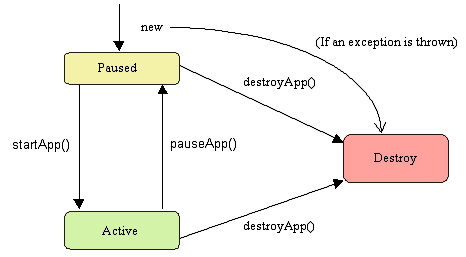 new
(If an exception is thrown)
Paused
destroyApp()
startApp()
pauseApp()
Destroy
Active
destroyApp()